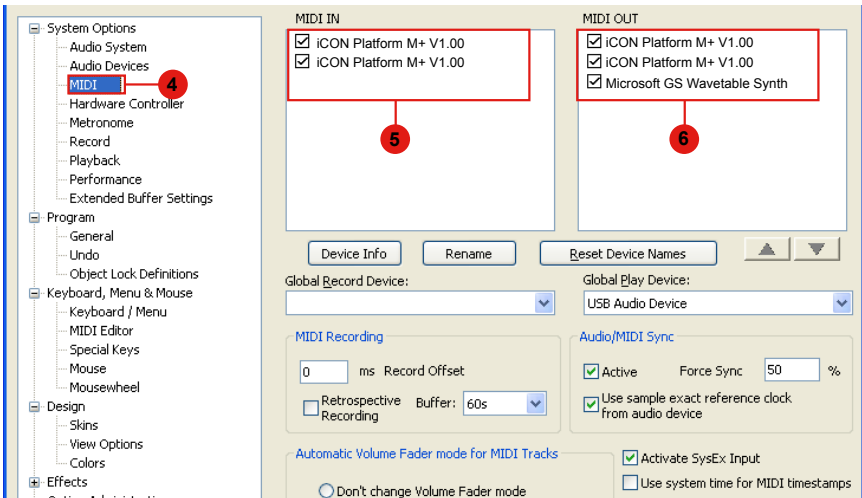 System Options
Audio System
Audio Devices
MIDI
4
Hardware Controller
Metronome
Record
Playback
Performance
Extended Buffer Settings
Program
General
Undo
Object Lock Definitions
Keyboard, Menu & Mouse
Keyboard / Menu
MIDI Editor
Special Keys
Mouse
Mousewheel
Design
Skins
View Options
Colors
Effects
MIDI IN
iCON Platform M+ V1.00
iCON Platform M+ V1.00
5
MIDI OUT
iCON Platform M+ V1.00
iCON Platform M+ V1.00
Microsoft GS Wavetable Synth
6
Device Info
Rename
Reset Device Names
Global Record Device:
Global Play Device:
USB Audio Device
MIDI Recording
0 ms Record Offset
Retrospective
Recording
Buffer: 60s
Audio/MIDI Sync
Active Force Sync 50 %
Use sample exact reference clock
from audio device
Automatic Volume Fader mode for MIDI Tracks
Don't change Volume Fader mode
Activate SysEx Input
Use system time for MIDI timestamps